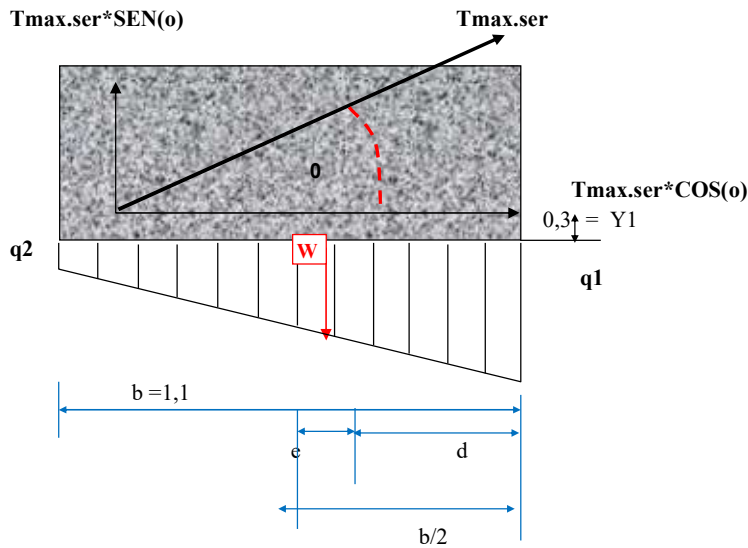 Tmax.ser*SEN(o) Tmax.ser
0
Tmax.ser*COS(o)
0,3 = Y1
q2 W q1
b =1,1
e d
b/2